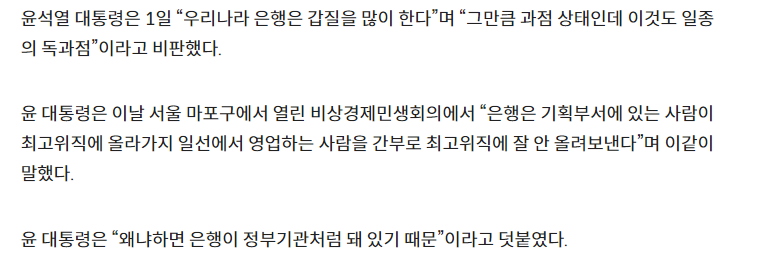 윤석열 대통령은 1일 “우리나라 은행은 갑질을 많이 한다”며 “그만큼 과점 상태인데 이것도 일종
의 독과점”이라고 비판했다.
윤 대통령은 이날 서울 마포구에서 열린 비상경제민생회의에서 “은행은 기획부서에 있는 사람이
최고위직에 올라가지 일선에서 영업하는 사람을 간부로 최고위직에 잘 안 올려보낸다”며 이같이
말했다.
윤 대통령은 “왜냐하면 은행이 정부기관처럼 돼 있기 때문”이라고 덧붙였다.